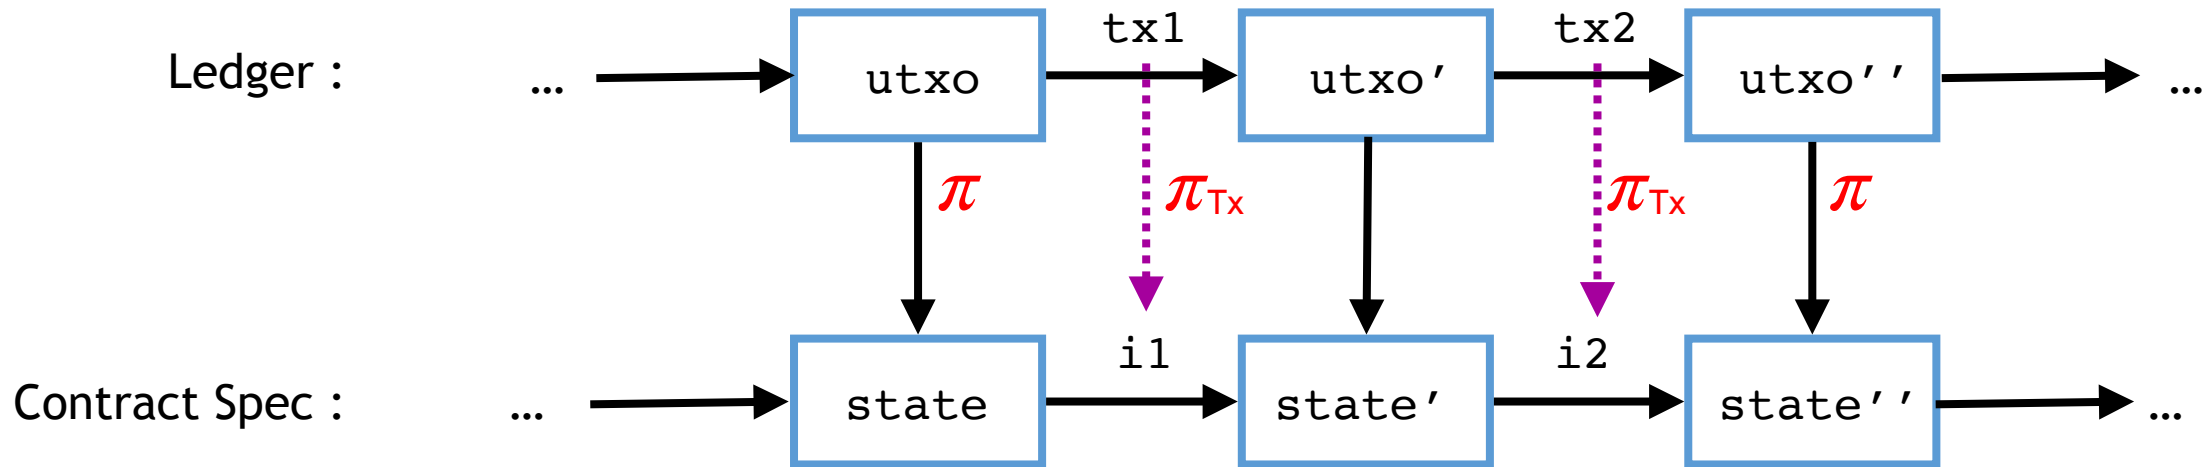 tx1 tx2
Ledger : … utxo utxo’ utxo’’ …
π πTx πTx π
i1 i2
Contract Spec : … state state’ state’’ …